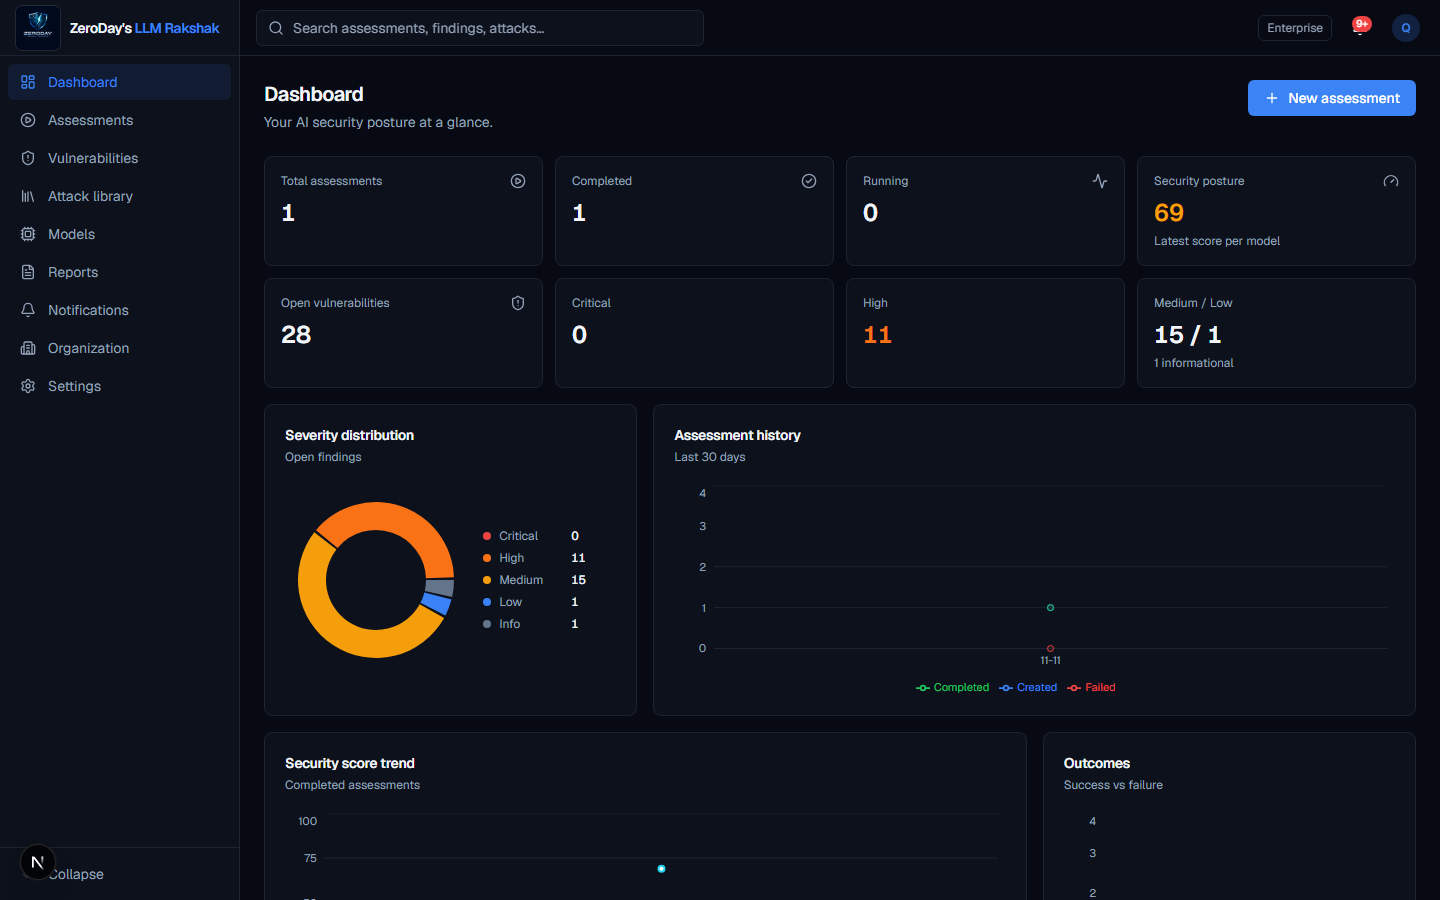 ZERODAY
ZeroDay's LLM Rakshak
Search assessments, findings, attacks...
Enterprise
9+
Q
Dashboard
Assessments
Vulnerabilities
Attack library
Models
Reports
Notifications
Organization
Settings
N
Collapse
Dashboard
Your AI security posture at a glance.
New assessment
Total assessments
1
Completed
1
Running
0
Security posture
69
Latest score per model
Open vulnerabilities
28
Critical
0
High
11
Medium / Low
15 / 1
1 informational
Severity distribution
Open findings
Critical 0
High 11
Medium 15
Low 1
Info 1
Assessment history
Last 30 days
4
3
2
1
0
11-11
Completed Created Failed
Security score trend
Completed assessments
100
75
Outcomes
Success vs failure
4
3
2